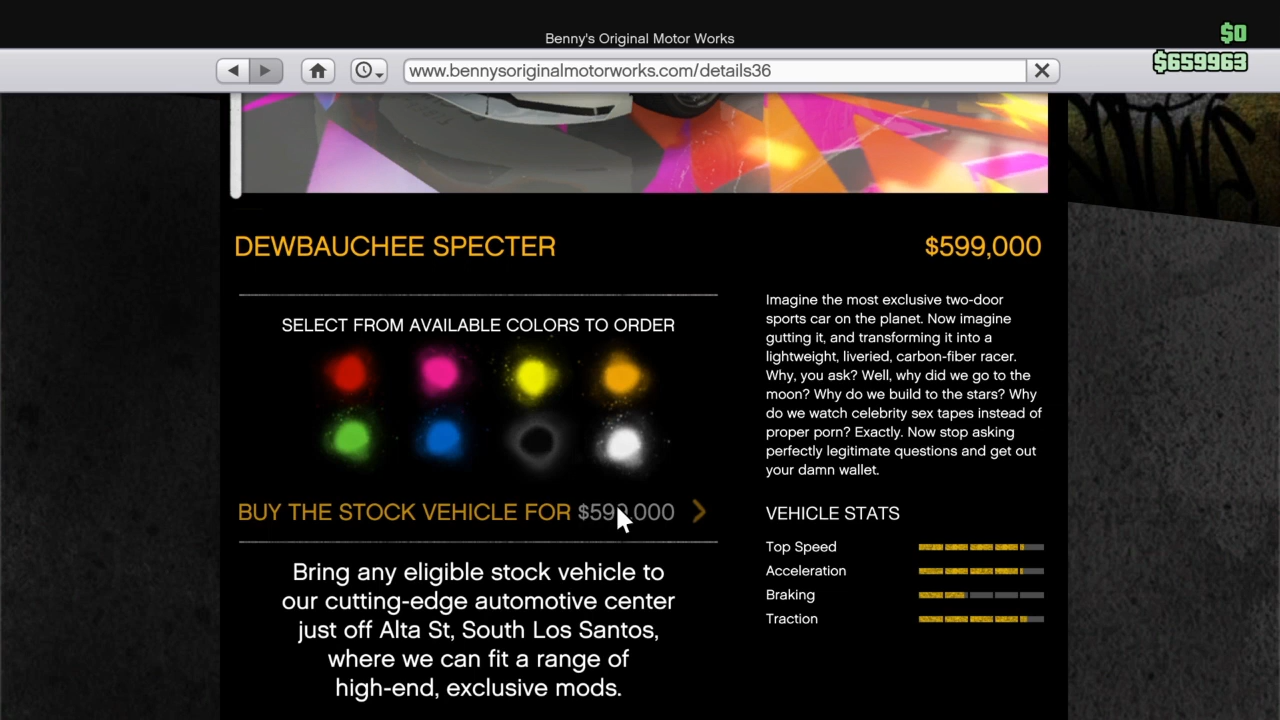 Benny's Original Motor Works
$0
$659963
www.bennysoriginalmotorworks.com/details36
DEWBAUCHEE SPECTER
$599,000
SELECT FROM AVAILABLE COLORS TO ORDER
BUY THE STOCK VEHICLE FOR $599,000
Bring any eligible stock vehicle to
our cutting-edge automotive center
just off Alta St, South Los Santos,
where we can fit a range of
high-end, exclusive mods.
Imagine the most exclusive two-door
sports car on the planet. Now imagine
gutting it, and transforming it into a
lightweight, liveried, carbon-fiber racer.
Why, you ask? Well, why did we go to the
moon? Why do we build to the stars? Why
do we watch celebrity sex tapes instead of
proper porn? Exactly. Now stop asking
perfectly legitimate questions and get out
your damn wallet.
VEHICLE STATS
Top Speed
Acceleration
Braking
Traction